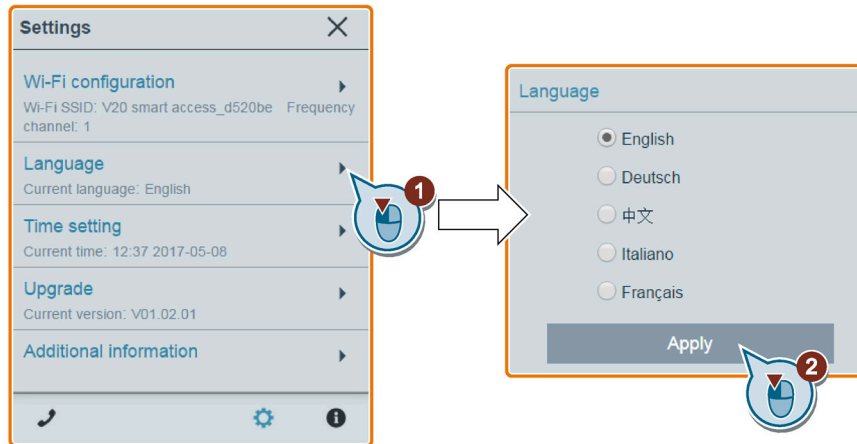 Settings
Wi-Fi configuration
Wi-Fi SSID: V20 smart access_d520be Frequency
channel: 1
Language
Current language: English
Time setting
Current time: 12:37 2017-05-08
Upgrade
Current version: V01.02.01
Additional information
1
Language
English
Deutsch
中文
Italiano
Français
Apply
2